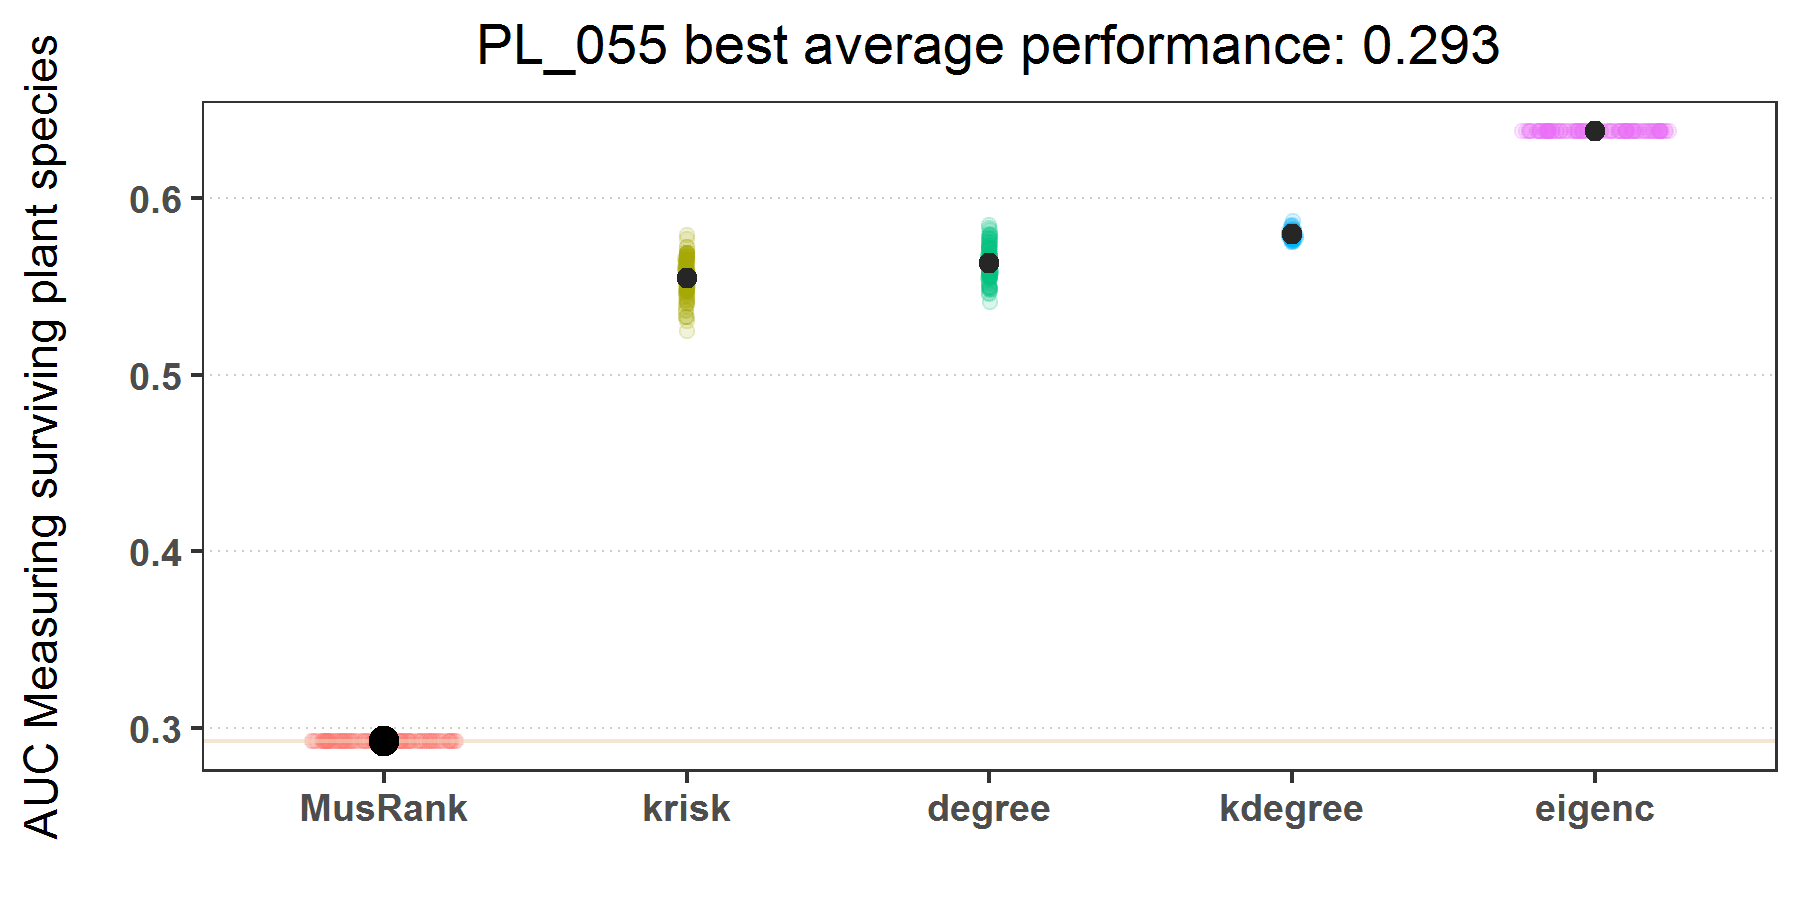 PL_055 best average performance: 0.293
AUC Measuring surviving plant species
0.6
0.5
0.4
0.3
MusRank krisk degree kdegree eigenc